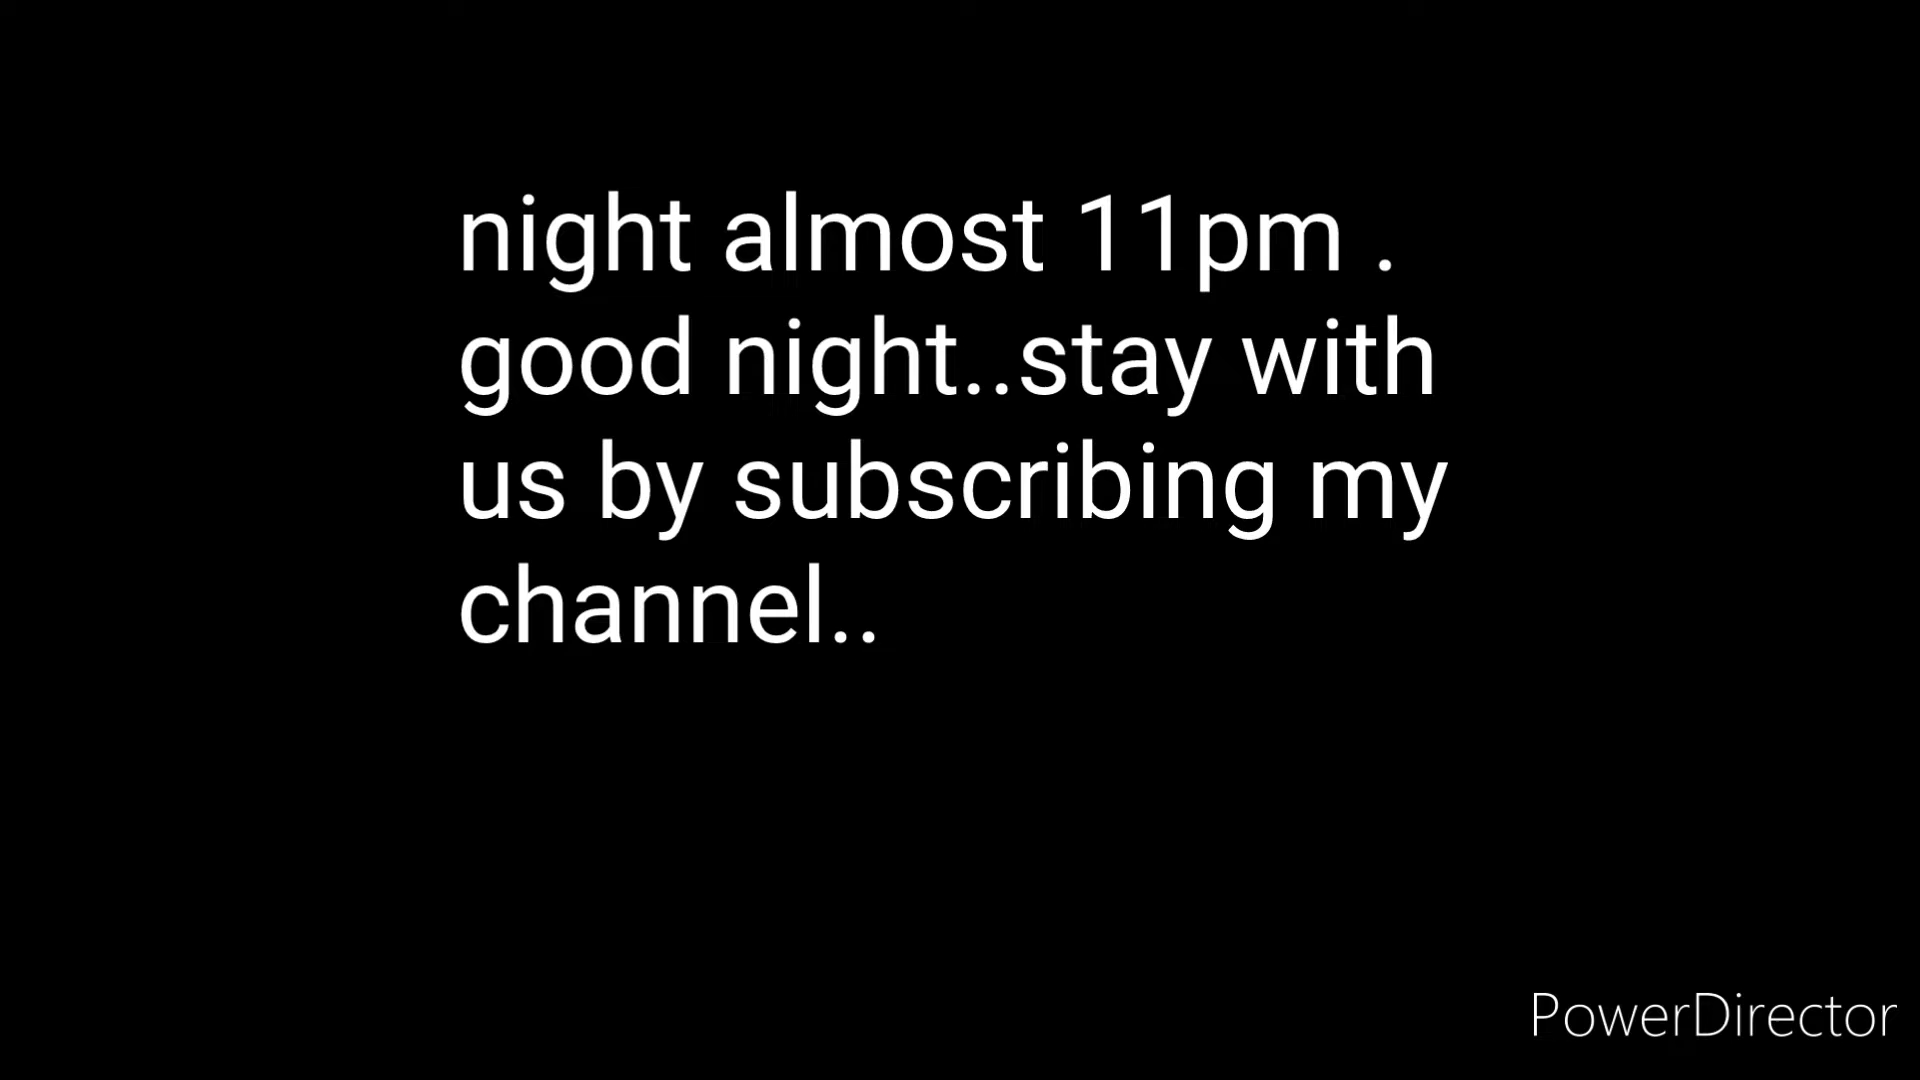 night almost 11pm .
good night..stay with
us by subscribing my
channel..
PowerDirector